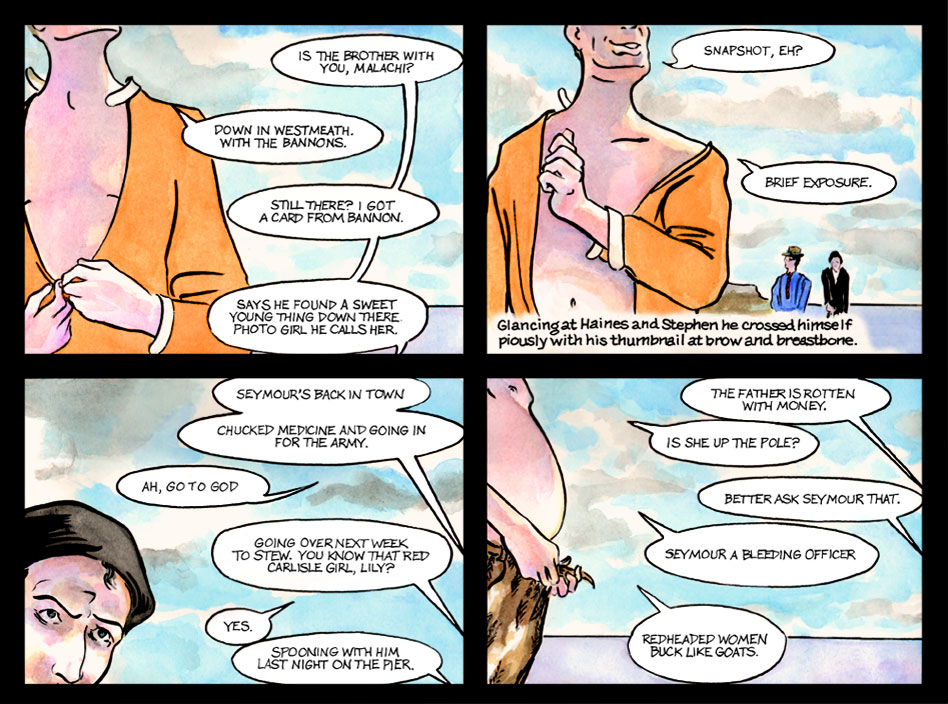 IS THE BROTHER WITH
YOU, MALACHI?
DOWN IN WESTMEATH.
WITH THE BANNONS.
STILL THERE? I GOT
A CARD FROM BANNON.
SAYS HE FOUND A SWEET
YOUNG THING DOWN THERE.
PHOTO GIRL HE CALLS HER.
SNAPSHOT, EH?
BRIEF EXPOSURE.
Glancing at Haines and Stephen he crossed himself
piously with his thumbnail at brow and breastbone.
SEYMOUR'S BACK IN TOWN
CHUCKED MEDICINE AND GOING IN
FOR THE ARMY.
AH, GO TO GOD
GOING OVER NEXT WEEK
TO STEW. YOU KNOW THAT RED
CARLISLE GIRL, LILY?
YES.
SPOONING WITH HIM
LAST NIGHT ON THE PIER.
THE FATHER IS ROTTEN
WITH MONEY.
IS SHE UP THE POLE?
BETTER ASK SEYMOUR THAT.
SEYMOUR A BLEEDING OFFICER
REDHEADED WOMEN
BUCK LIKE GOATS.